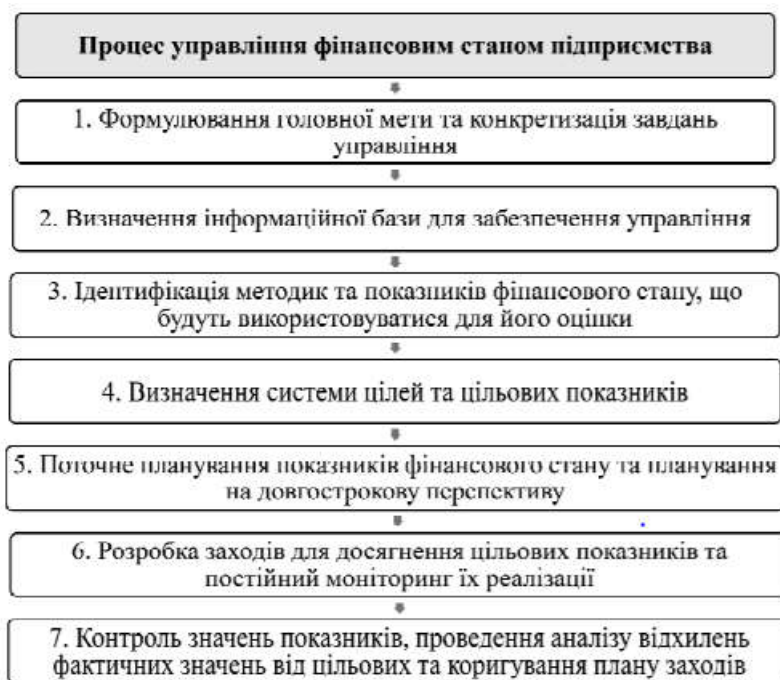 Процес управління фінансовим станом підприємства
1. Формулювання головної мети та конкретизація завдань
управління
2. Визначення інформаційної бази для забезпечення управління
3. Ідентифікація методик та показників фінансового стану, що
будуть використовуватися для його оцінки
4. Визначення системи цілей та цільових показників
5. Поточне планування показників фінансового стану та планування
на довгострокову перспективу
6. Розробка заходів для досягнення цільових показників та
постійний моніторинг їх реалізації
7. Контроль значень показників, проведення аналізу відхилень
фактичних значень від цільових та коригування плану заходів